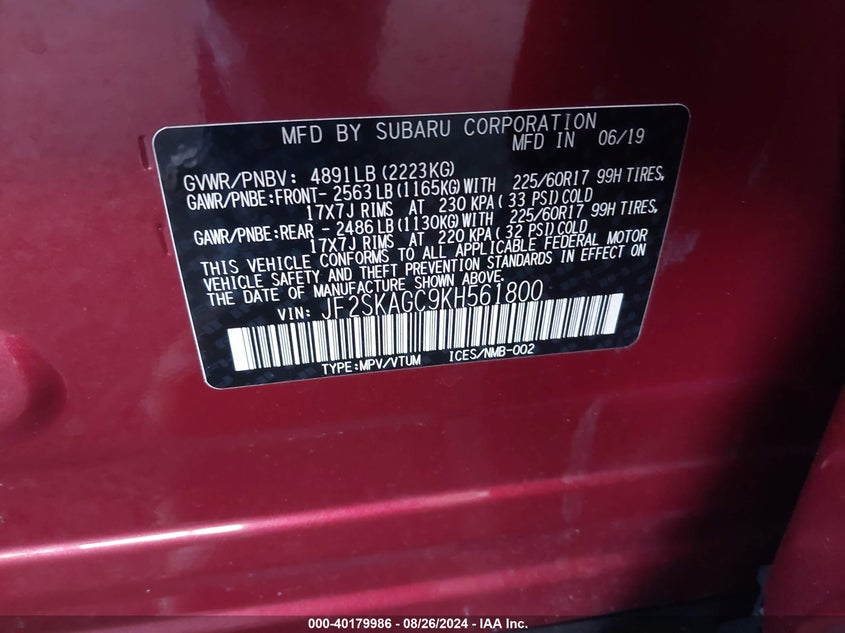 MFD BY SUBARU CORPORATION
MFD IN 06/19
GVWR/PNBV: 4891LB(2223KG)
GAWR/PNBE:FRONT- 2563LB(1165KG)WITH 225/60R17 99H TIRES,
17X7J RIMS AT 230 KPA(33 PSI)COLD
GAWR/PNBE:REAR - 2486LB(1130KG)WITH 225/60R17 99H TIRES,
17X7J RIMS AT 220 KPA(32 PSI)COLD
THIS VEHICLE CONFORMS TO ALL APPLICABLE FEDERAL MOTOR
VEHICLE SAFETY AND THEFT PREVENTION STANDARDS IN EFFECT ON
THE DATE OF MANUFACTURE SHOWN ABOVE.
VIN: JF2SKAGC9KH561800
TYPE:MPV/VTUM ICES/NMB-002
000-40179986 - 08/26/2024 - IAA Inc.